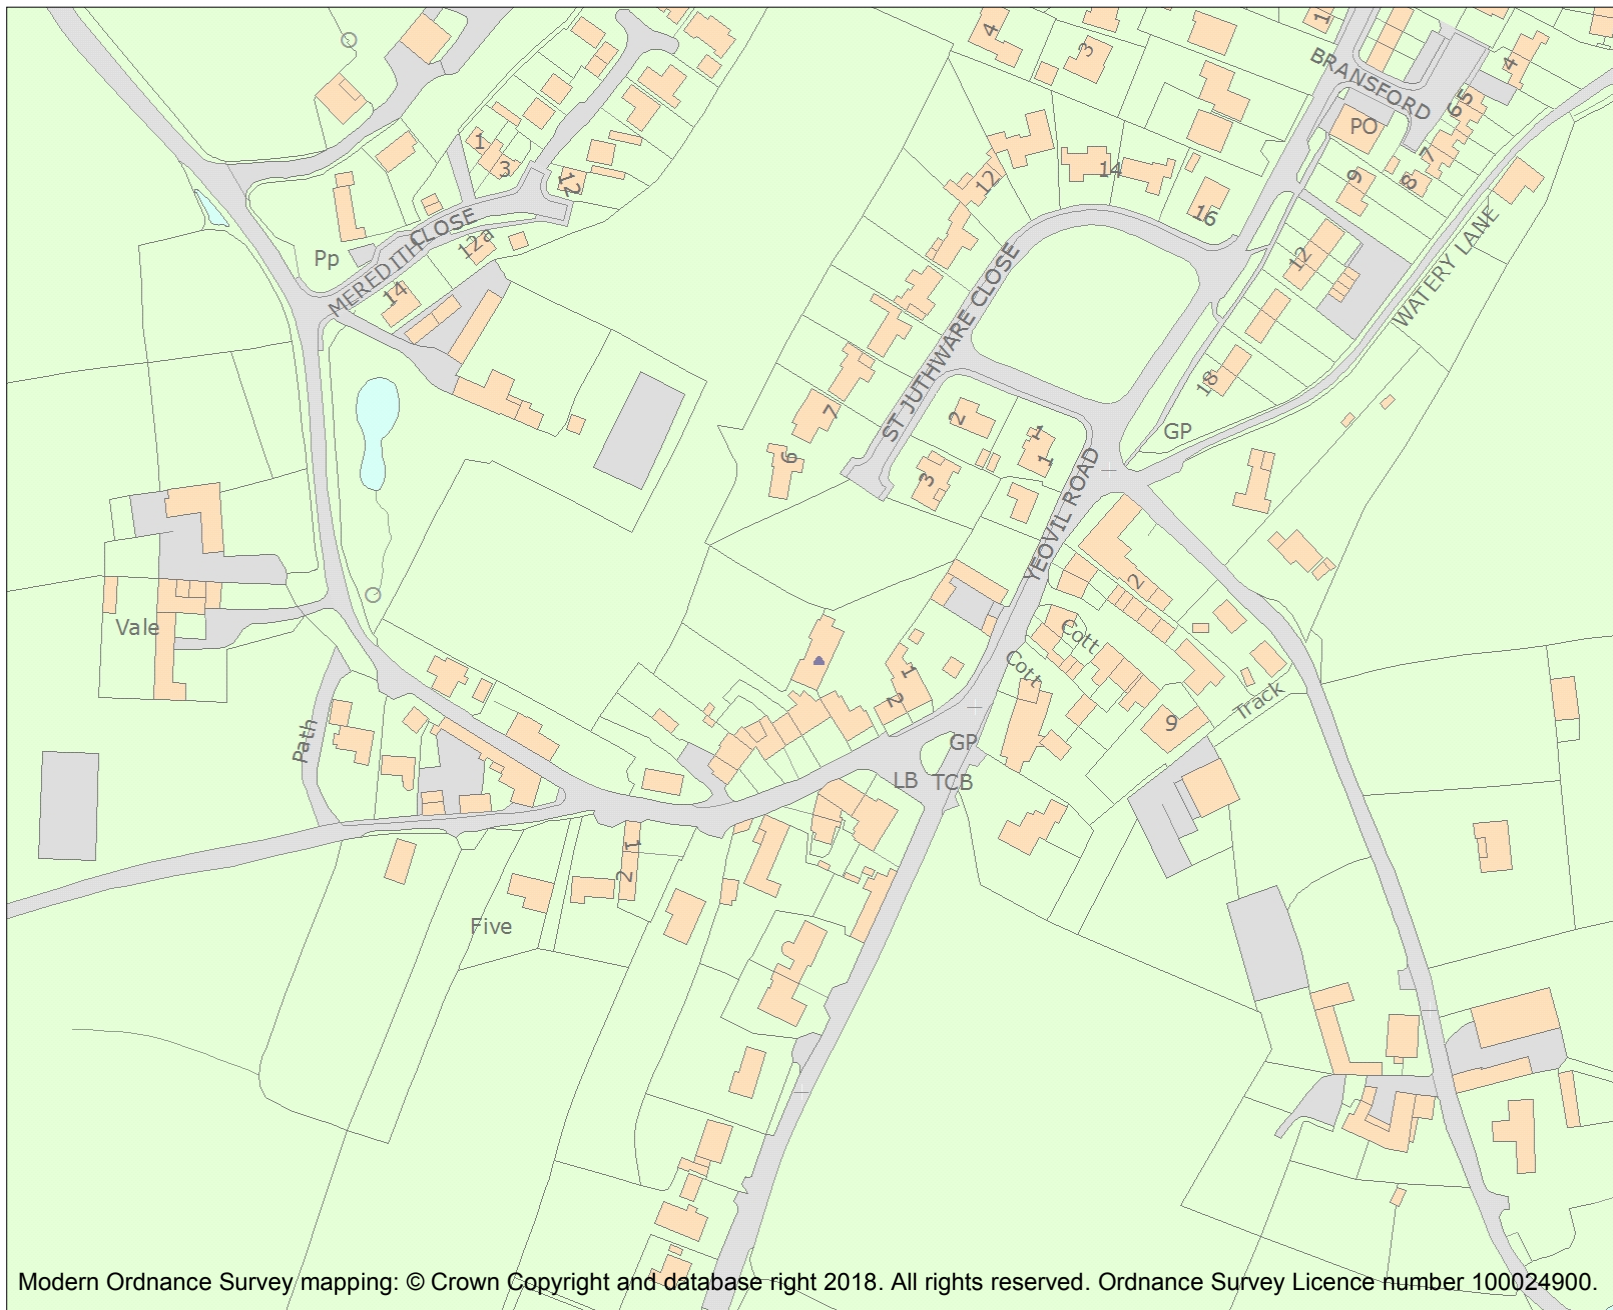 4
3
1
BRANSFORD
4
5
6
PO
7
8
9
1
3
12
12
14
16
MEREDITH CLOSE
12a
Pp
14
12
WATERY LANE
ST JUTHWARE CLOSE
18
7
6
2
1
1
3
GP
YEOVIL ROAD
2
Vale
Cott
Cott
1
2
9
Track
Path
GP
LB
TCB
1
2
Five
Modern Ordnance Survey mapping: © Crown Copyright and database right 2018. All rights reserved. Ordnance Survey Licence number 100024900.